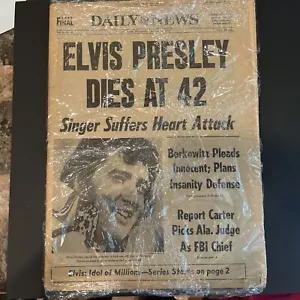 FINAL
DAILY NEWS
ELVIS PRESLEY
DIES AT 42
Singer Suffers Heart Attack
Berkowitz Pleads
Innocent; Plans
Insanity Defense
Report Carter
Picks Ala. Judge
As FBI Chief
Elvis: Idol of Millions—Series Starts on page 2